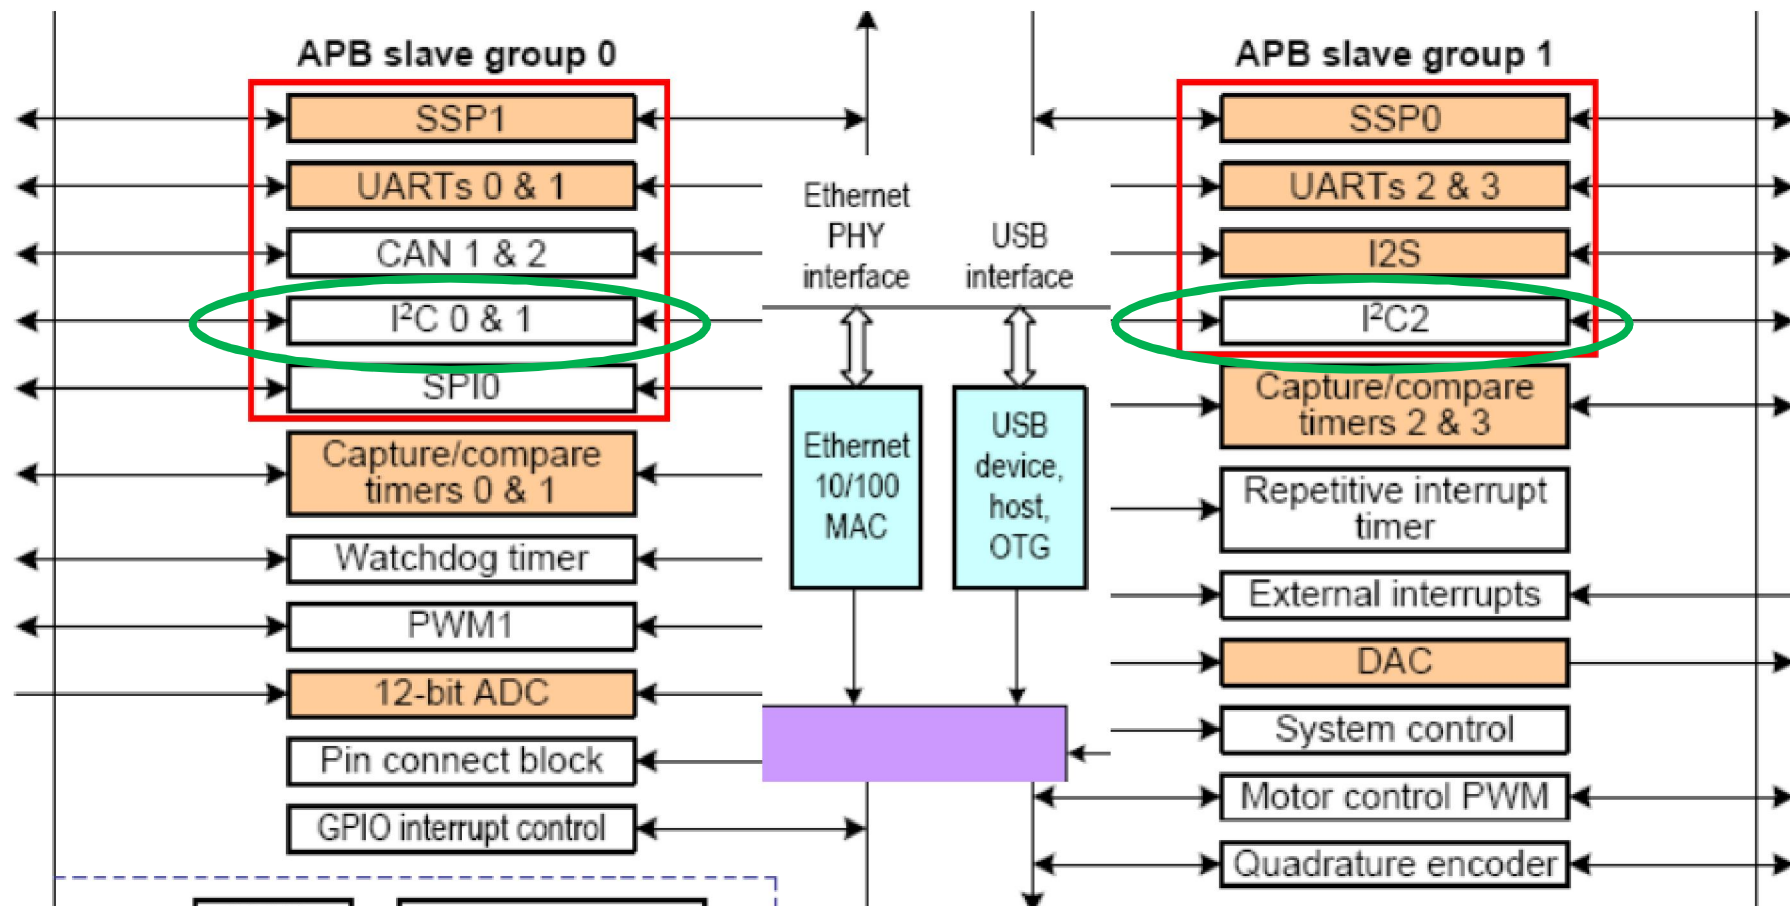 APB slave group 0
SSP1
UARTs 0 & 1
CAN 1 & 2
I²C 0 & 1
SPI0
Capture/compare
timers 0 & 1
Watchdog timer
PWM1
12-bit ADC
Pin connect block
GPIO interrupt control
Ethernet
PHY
interface
USB
interface
Ethernet
10/100
MAC
USB
device,
host,
OTG
APB slave group 1
SSP0
UARTs 2 & 3
I2S
I²C2
Capture/compare
timers 2 & 3
Repetitive interrupt
timer
External interrupts
DAC
System control
Motor control PWM
Quadrature encoder